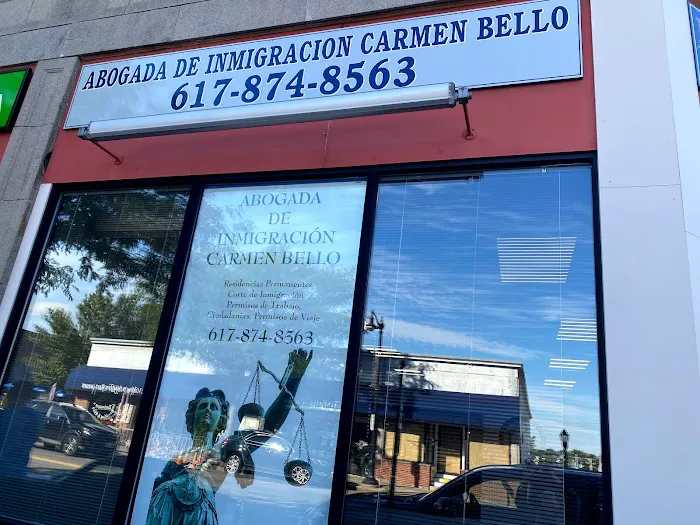 ABOGADA DE INMIGRACION CARMEN BELLO
617-874-8563
ABOGADA
DE
INMIGRACIÓN
CARMEN BELLO
Residencias Permanentes
Corte de Inmigración,
Permisos de Trabajo,
Ciudadanías, Permisos de Viaje
617-874-8563